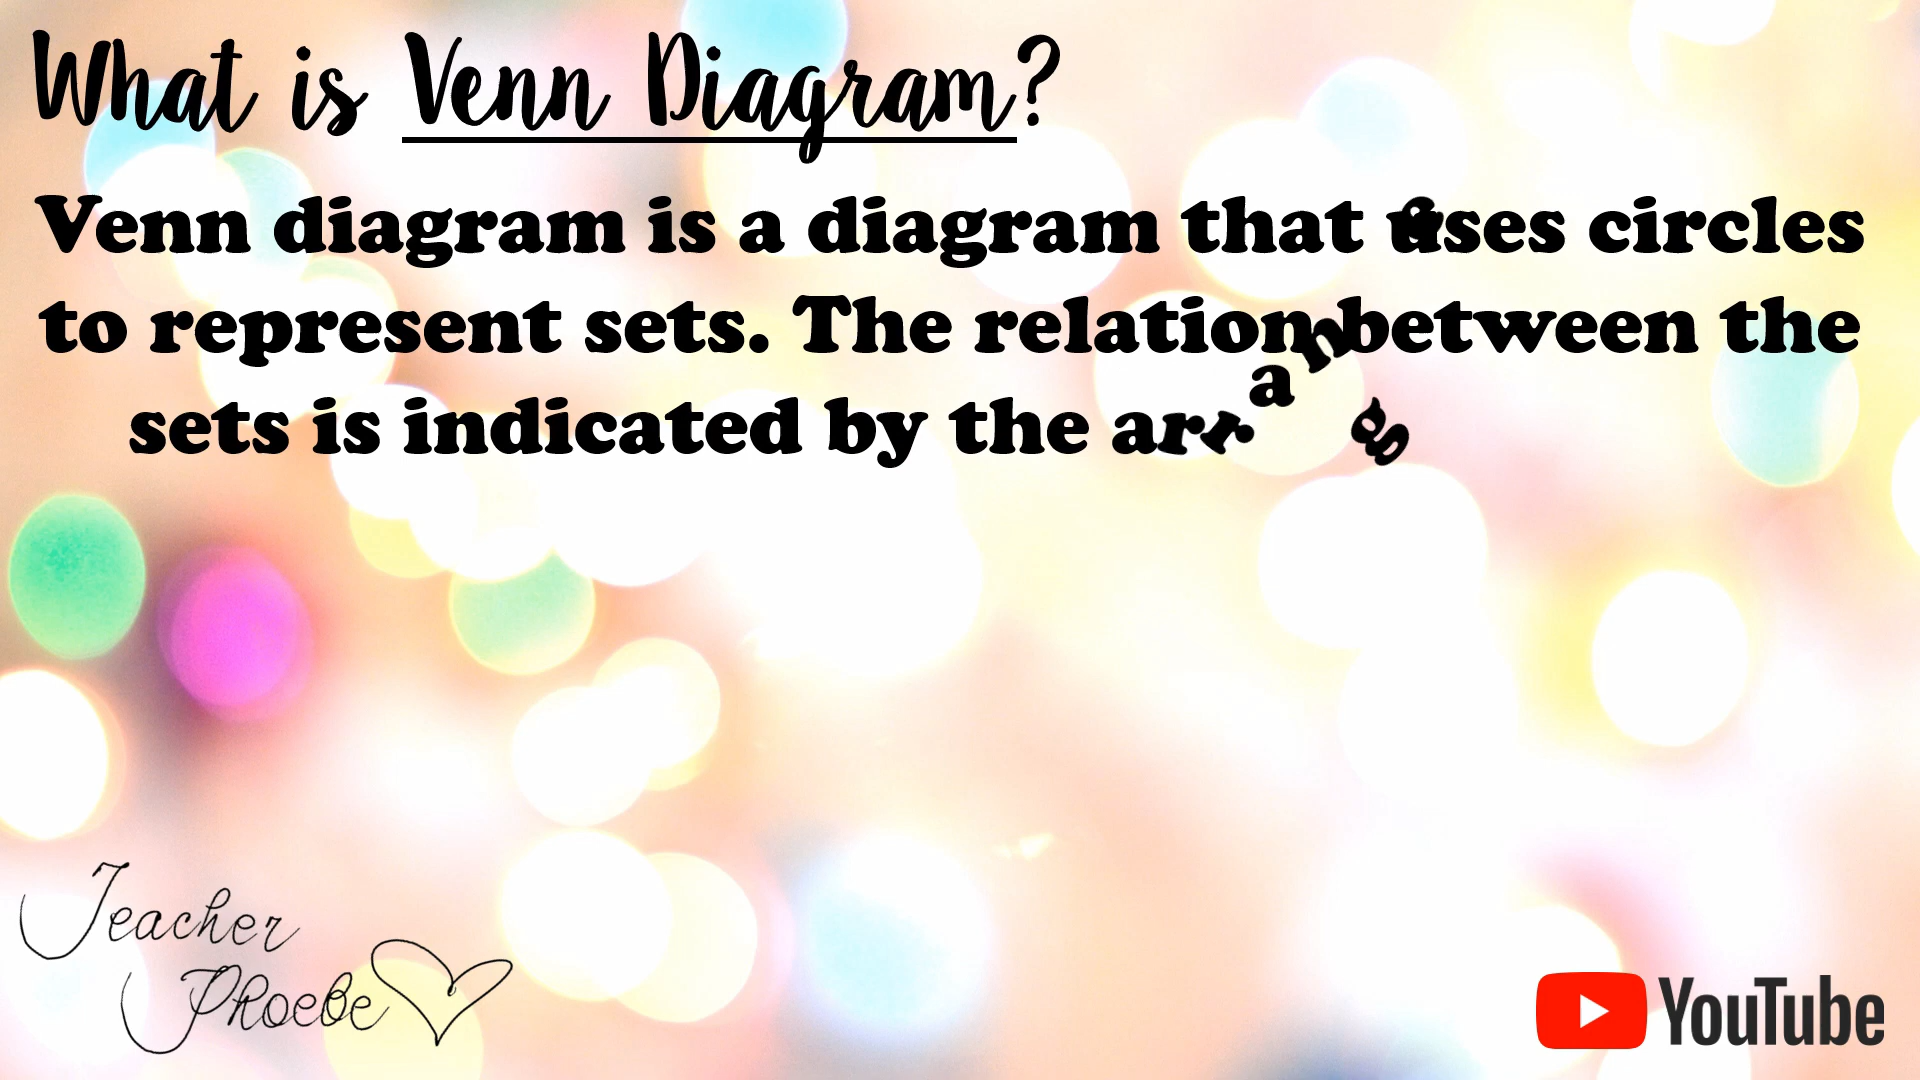 What is Venn Diagram?
Venn diagram is a diagram that uses circles
to represent sets. The relation between the
sets is indicated by the arrang
Teacher
Phoebe
YouTube